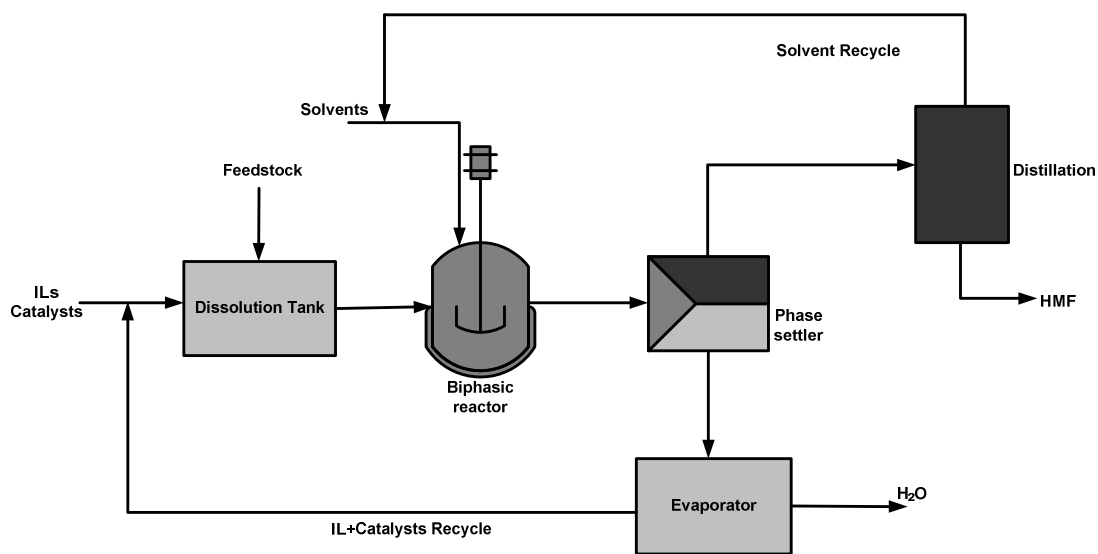 Solvent Recycle
Solvents
Feedstock
Distillation
ILs
Catalysts
Dissolution Tank
HMF
Phase
settler
Biphasic
reactor
Evaporator
H₂O
IL+Catalysts Recycle